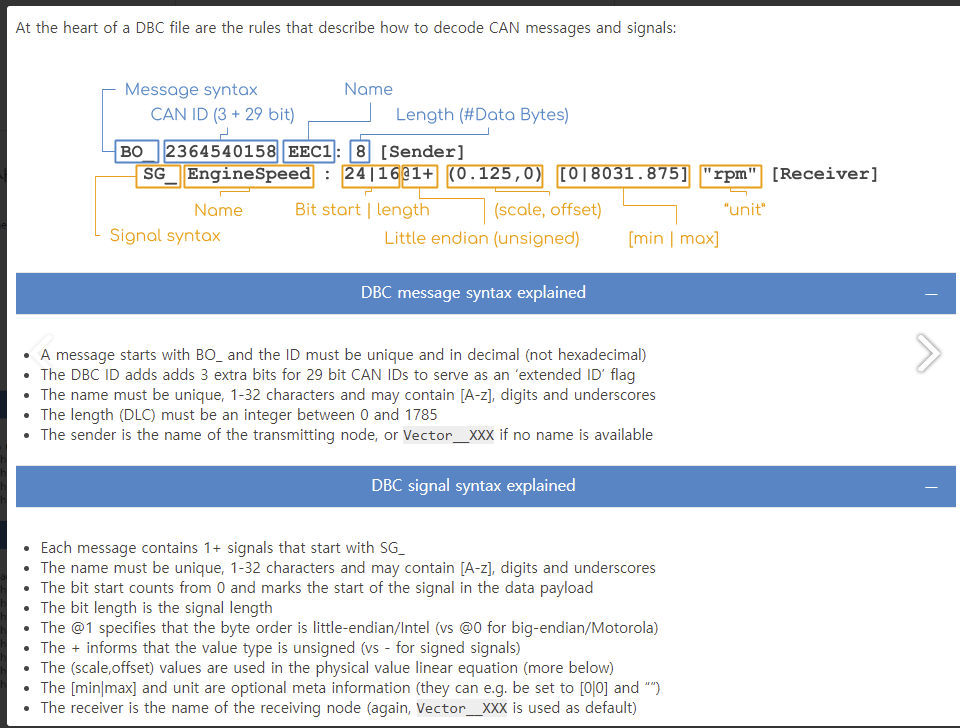 At the heart of a DBC file are the rules that describe how to decode CAN messages and signals:
Message syntax
Name
CAN ID (3 + 29 bit)
Length (#Data Bytes)
BO_ 2364540158 EEC1: 8 [Sender]
SG_ EngineSpeed : 24|16@1+ (0.125,0) [0|8031.875] "rpm" [Receiver]
Name
Bit start | length
(scale, offset)
"unit"
Signal syntax
Little endian (unsigned)
[min | max]
DBC message syntax explained
• A message starts with BO_ and the ID must be unique and in decimal (not hexadecimal)
• The DBC ID adds adds 3 extra bits for 29 bit CAN IDs to serve as an ‘extended ID’ flag
• The name must be unique, 1-32 characters and may contain [A-z], digits and underscores
• The length (DLC) must be an integer between 0 and 1785
• The sender is the name of the transmitting node, or Vector__XXX if no name is available
DBC signal syntax explained
• Each message contains 1+ signals that start with SG_
• The name must be unique, 1-32 characters and may contain [A-z], digits and underscores
• The bit start counts from 0 and marks the start of the signal in the data payload
• The bit length is the signal length
• The @1 specifies that the byte order is little-endian/Intel (vs @0 for big-endian/Motorola)
• The + informs that the value type is unsigned (vs - for signed signals)
• The (scale,offset) values are used in the physical value linear equation (more below)
• The [min|max] and unit are optional meta information (they can e.g. be set to [0|0] and “”)
• The receiver is the name of the receiving node (again, Vector__XXX is used as default)